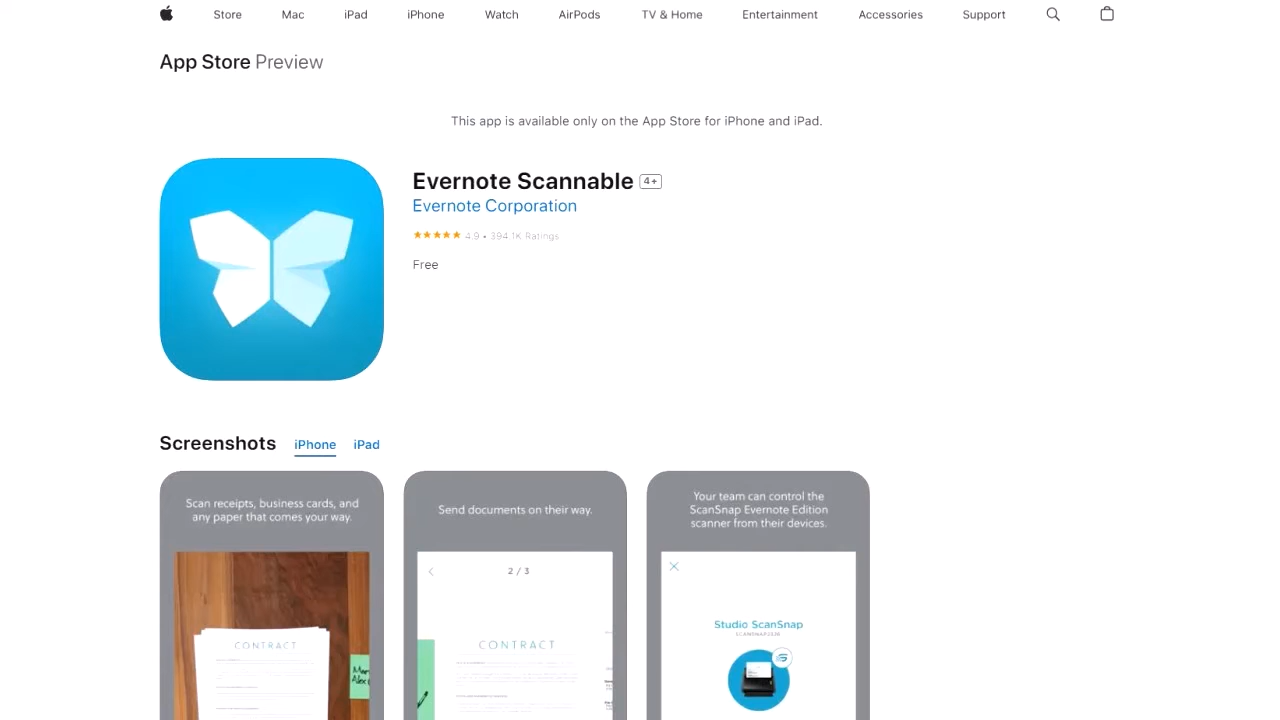 Store Mac iPad iPhone Watch AirPods TV & Home Entertainment Accessories Support
App Store Preview
This app is available only on the App Store for iPhone and iPad.
Evernote Scannable 4+
Evernote Corporation
4.9 • 394.1K Ratings
Free
Screenshots iPhone iPad
Scan receipts, business cards, and
any paper that comes your way.
CONTRACT
Send documents on their way.
2 / 3
CONTRACT
Your team can control the
ScanSnap Evernote Edition
scanner from their devices.
Studio ScanSnap